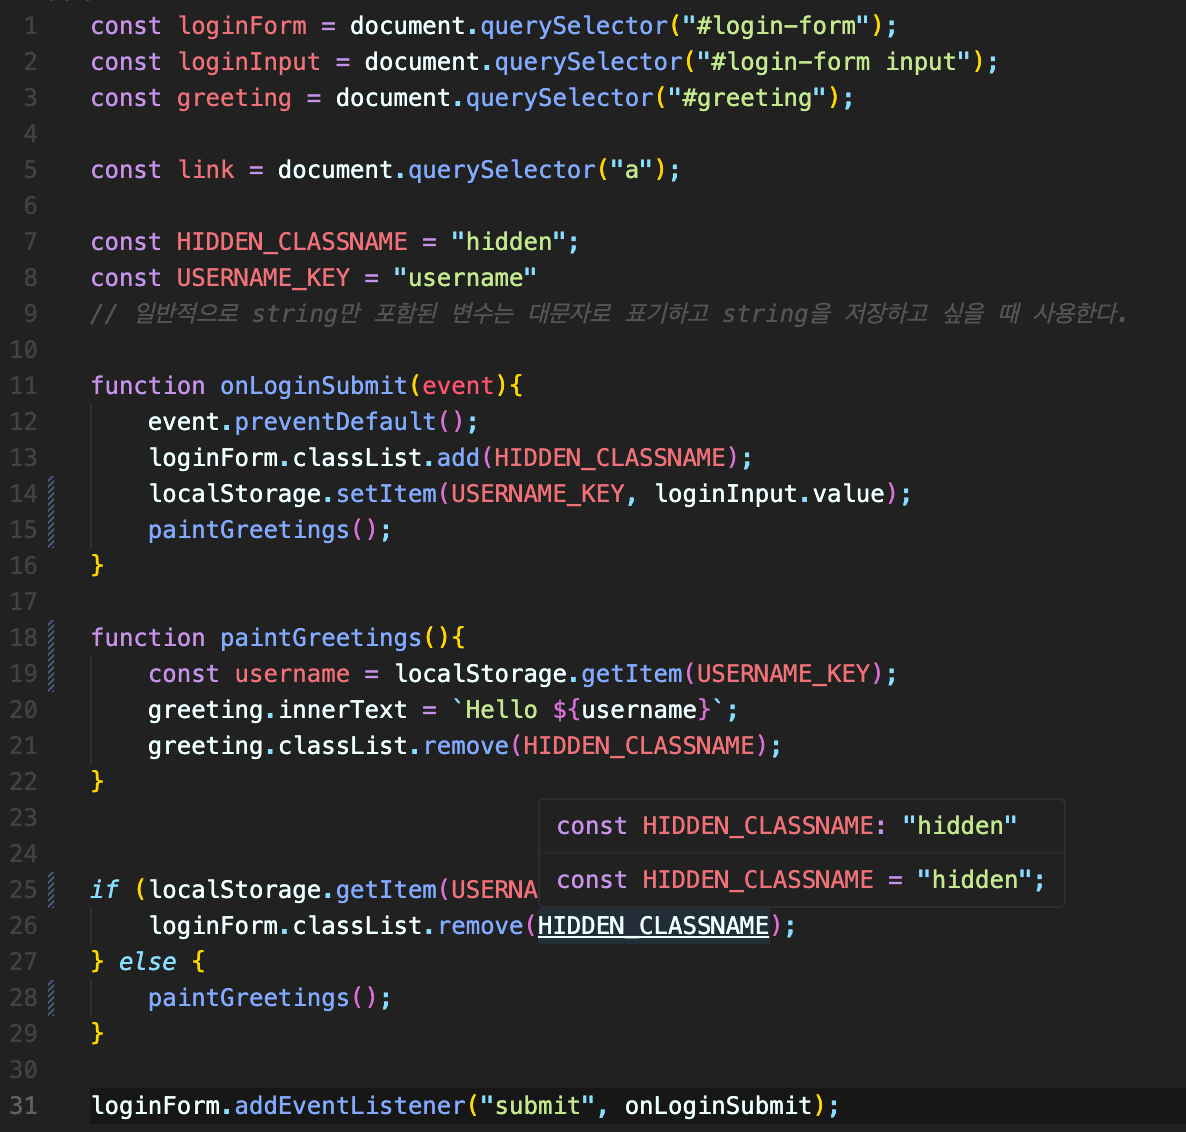 1 const loginForm = document.querySelector("#login-form");
2 const loginInput = document.querySelector("#login-form input");
3 const greeting = document.querySelector("#greeting");
4
5 const link = document.querySelector("a");
6
7 const HIDDEN_CLASSNAME = "hidden";
8 const USERNAME_KEY = "username"
9 // 일반적으로 string만 포함된 변수는 대문자로 표기하고 string을 저장하고 싶을 때 사용한다.
10
11 function onLoginSubmit(event){
12 event.preventDefault();
13 loginForm.classList.add(HIDDEN_CLASSNAME);
14 localStorage.setItem(USERNAME_KEY, loginInput.value);
15 paintGreetings();
16 }
17
18 function paintGreetings(){
19 const username = localStorage.getItem(USERNAME_KEY);
20 greeting.innerText = `Hello ${username}`;
21 greeting.classList.remove(HIDDEN_CLASSNAME);
22 }
23
const HIDDEN_CLASSNAME: "hidden"
24
const HIDDEN_CLASSNAME = "hidden";
25 if (localStorage.getItem(USERNA
26 loginForm.classList.remove(HIDDEN_CLASSNAME);
27 } else {
28 paintGreetings();
29 }
30
31 loginForm.addEventListener("submit", onLoginSubmit);